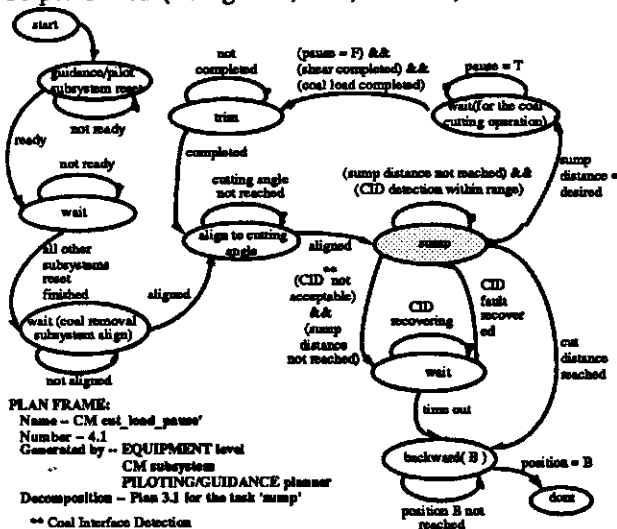 start
guidance/pilot
subsystem reset
not ready
ready
not ready
wait
all other
subsystems
reset
finished
wait (coal removal
subsystem align)
not aligned
aligned
not
completed
trim
completed
cutting angle
not reached
align to cutting
angle
aligned
(pause = F) &&
(shear completed) &&
(coal load completed)
pause = T
wait(for the coal
cutting operation)
sump
distance =
desired
(sump distance not reached) &&
(CID detection within range)
sump
**
(CID not
acceptable)
&&
(sump
distance
not reached)
CID
recovering
CID
fault
recover
ed
wait
time out
cut
distance
reached
backward( B )
position = B
position B not
reached
done
PLAN FRAME:
Name -- CM cut_load_pause'
Number -- 4.1
Generated by -- EQUIPMENT level
CM subsystem
PILOTING/GUIDANCE planner
Decomposition -- Plan 3.1 for the task 'sump'
** Coal Interface Detection